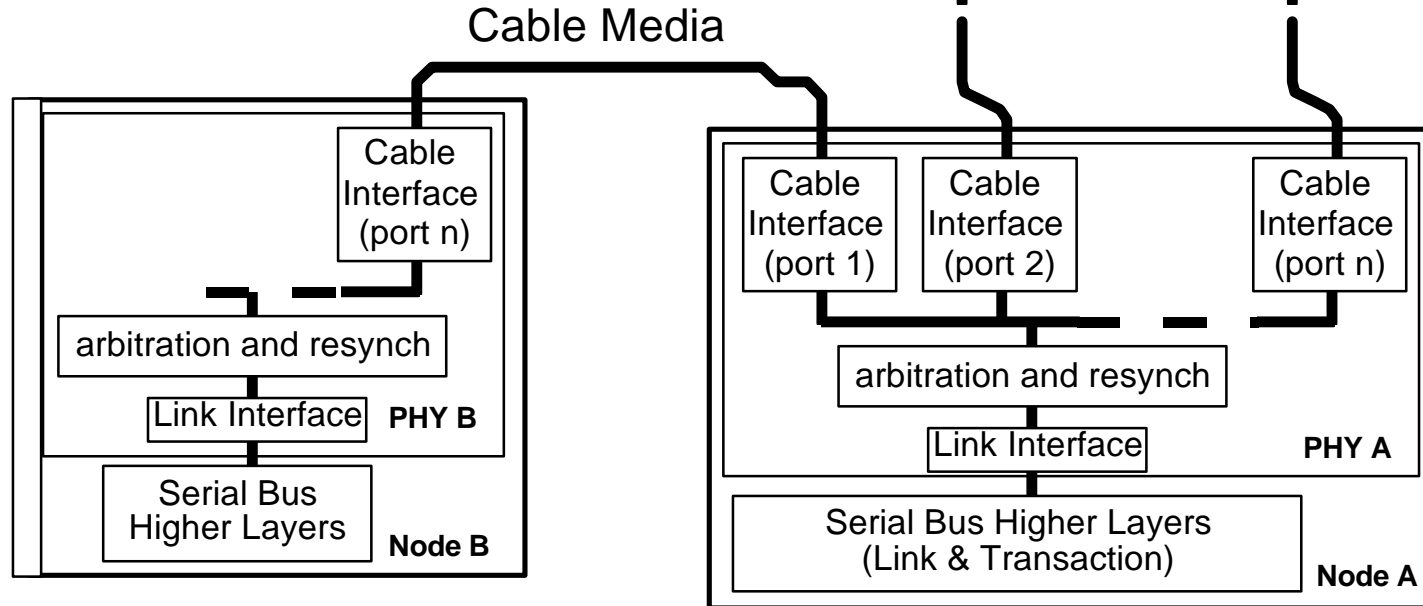 Cable Media
Cable
Interface
(port n)
arbitration and resynch
Link Interface
PHY B
Serial Bus
Higher Layers
Node B
Cable
Interface
(port 1)
Cable
Interface
(port 2)
Cable
Interface
(port n)
arbitration and resynch
Link Interface
PHY A
Serial Bus Higher Layers
(Link & Transaction)
Node A